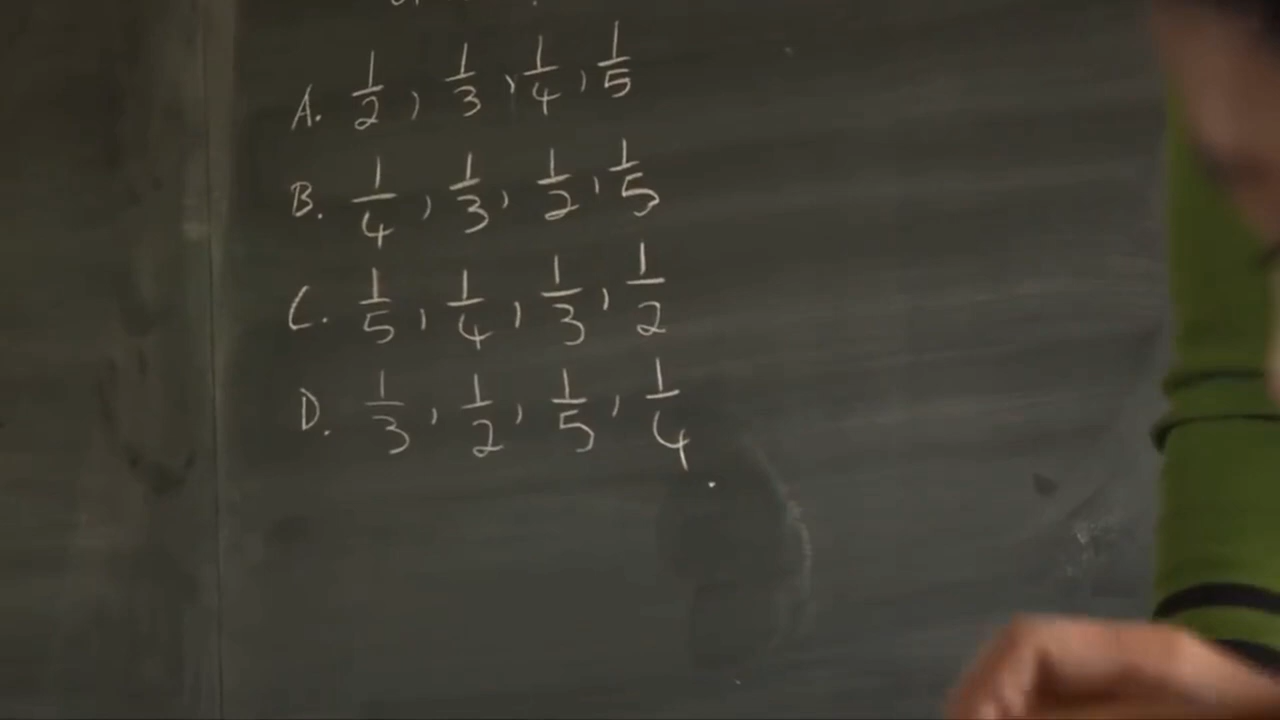 A. 1/2, 1/3, 1/4, 1/5
B. 1/4, 1/3, 1/2, 1/5
C. 1/5, 1/4, 1/3, 1/2
D. 1/3, 1/2, 1/5, 1/4